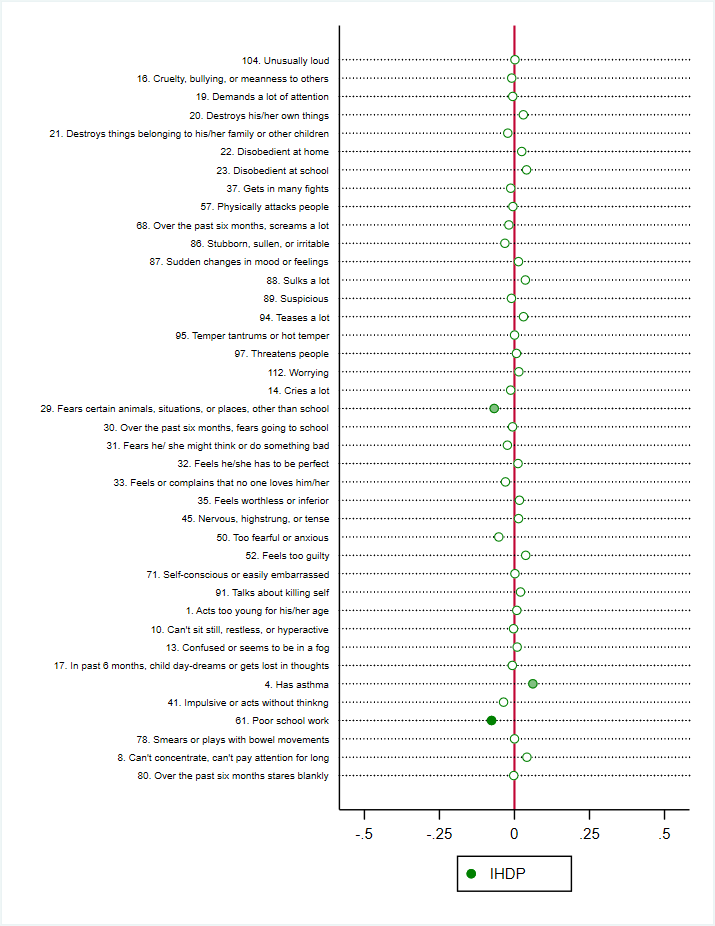 104. Unusually loud
16. Cruelty, bullying, or meanness to others
19. Demands a lot of attention
20. Destroys his/her own things
21. Destroys things belonging to his/her family or other children
22. Disobedient at home
23. Disobedient at school
37. Gets in many fights
57. Physically attacks people
68. Over the past six months, screams a lot
86. Stubborn, sullen, or irritable
87. Sudden changes in mood or feelings
88. Sulks a lot
89. Suspicious
94. Teases a lot
95. Temper tantrums or hot temper
97. Threatens people
112. Worrying
14. Cries a lot
29. Fears certain animals, situations, or places, other than school
30. Over the past six months, fears going to school
31. Fears he/ she might think or do something bad
32. Feels he/she has to be perfect
33. Feels or complains that no one loves him/her
35. Feels worthless or inferior
45. Nervous, highstrung, or tense
50. Too fearful or anxious
52. Feels too guilty
71. Self-conscious or easily embarrassed
91. Talks about killing self
1. Acts too young for his/her age
10. Can't sit still, restless, or hyperactive
13. Confused or seems to be in a fog
17. In past 6 months, child day-dreams or gets lost in thoughts
4. Has asthma
41. Impulsive or acts without thinkng
61. Poor school work
78. Smears or plays with bowel movements
8. Can't concentrate, can't pay attention for long
80. Over the past six months stares blankly
-.5 -.25 0 .25 .5
IHDP